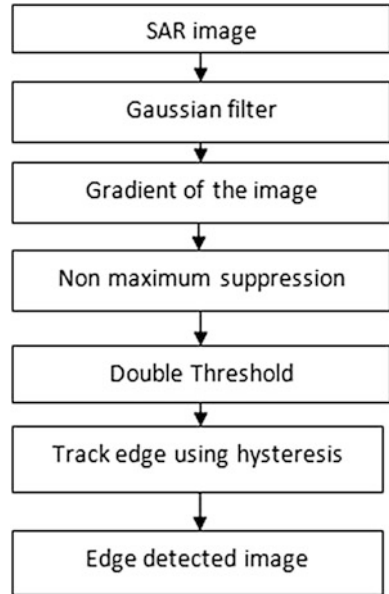 SAR image
Gaussian filter
Gradient of the image
Non maximum suppression
Double Threshold
Track edge using hysteresis
Edge detected image